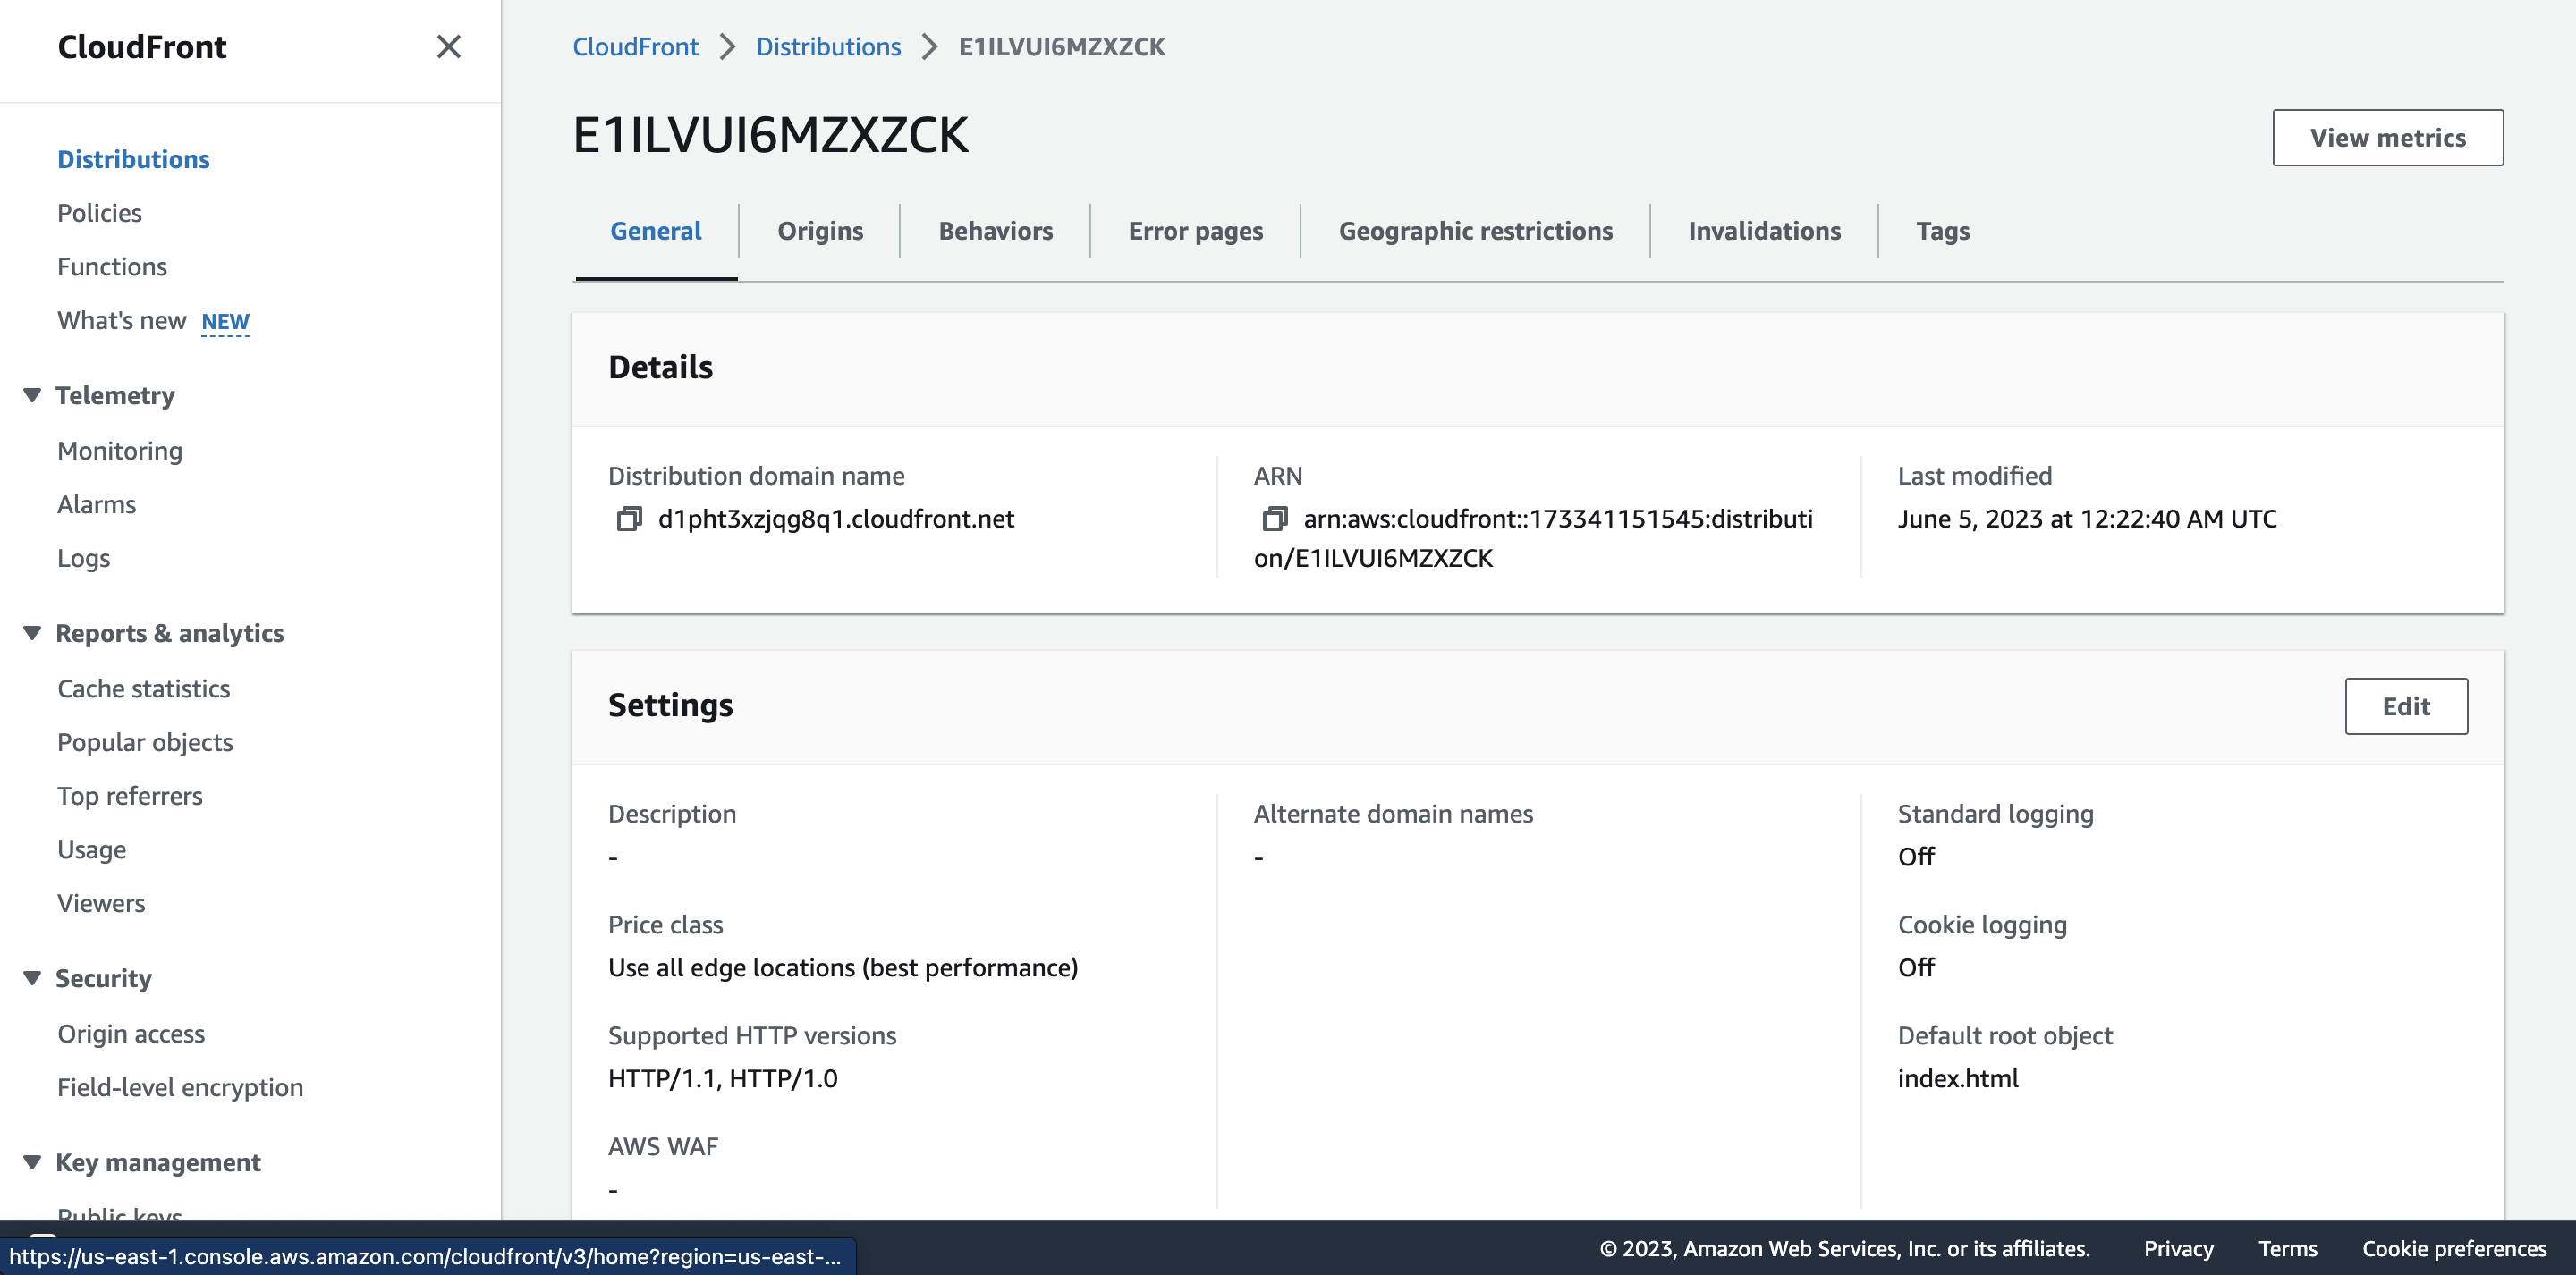 CloudFront
Distributions
Policies
Functions
What's new NEW
Telemetry
Monitoring
Alarms
Logs
Reports & analytics
Cache statistics
Popular objects
Top referrers
Usage
Viewers
Security
Origin access
Field-level encryption
Key management
Public keys
https://us-east-1.console.aws.amazon.com/cloudfront/v3/home?region=us-east-...
CloudFront > Distributions > E1ILVUI6MZXZCK
E1ILVUI6MZXZCK
View metrics
General Origins Behaviors Error pages Geographic restrictions Invalidations Tags
Details
Distribution domain name
d1pht3xzjqg8q1.cloudfront.net
ARN
arn:aws:cloudfront::173341151545:distributi
on/E1ILVUI6MZXZCK
Last modified
June 5, 2023 at 12:22:40 AM UTC
Settings
Edit
Description
-
Price class
Use all edge locations (best performance)
Supported HTTP versions
HTTP/1.1, HTTP/1.0
AWS WAF
-
Alternate domain names
-
Standard logging
Off
Cookie logging
Off
Default root object
index.html
© 2023, Amazon Web Services, Inc. or its affiliates. Privacy Terms Cookie preferences